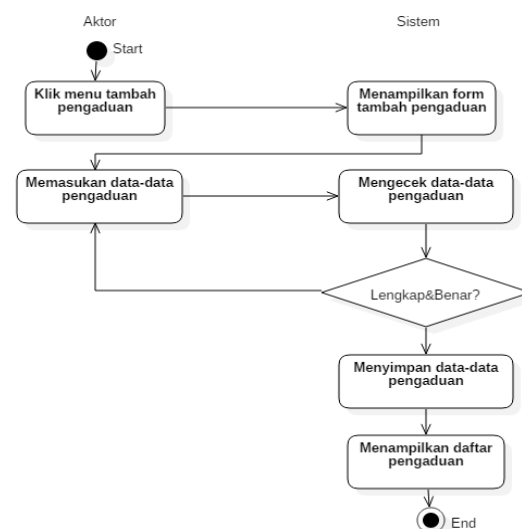 Aktor
Sistem
Start
Klik menu tambah
pengaduan
Menampilkan form
tambah pengaduan
Memasukan data-data
pengaduan
Mengecek data-data
pengaduan
Lengkap&Benar?
Menyimpan data-data
pengaduan
Menampilkan daftar
pengaduan
End